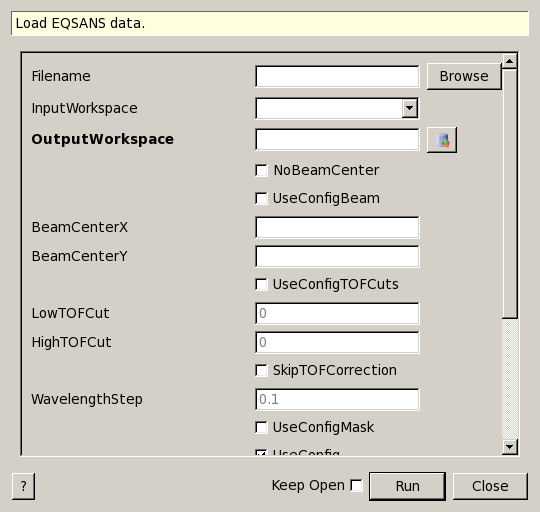 Load EQSANS data.
Filename Browse
InputWorkspace
OutputWorkspace
NoBeamCenter
UseConfigBeam
BeamCenterX
BeamCenterY
UseConfigTOFCuts
LowTOFCut 0
HighTOFCut 0
SkipTOFCorrection
WavelengthStep 0.1
UseConfigMask
UseConfig
? Keep Open Run Close